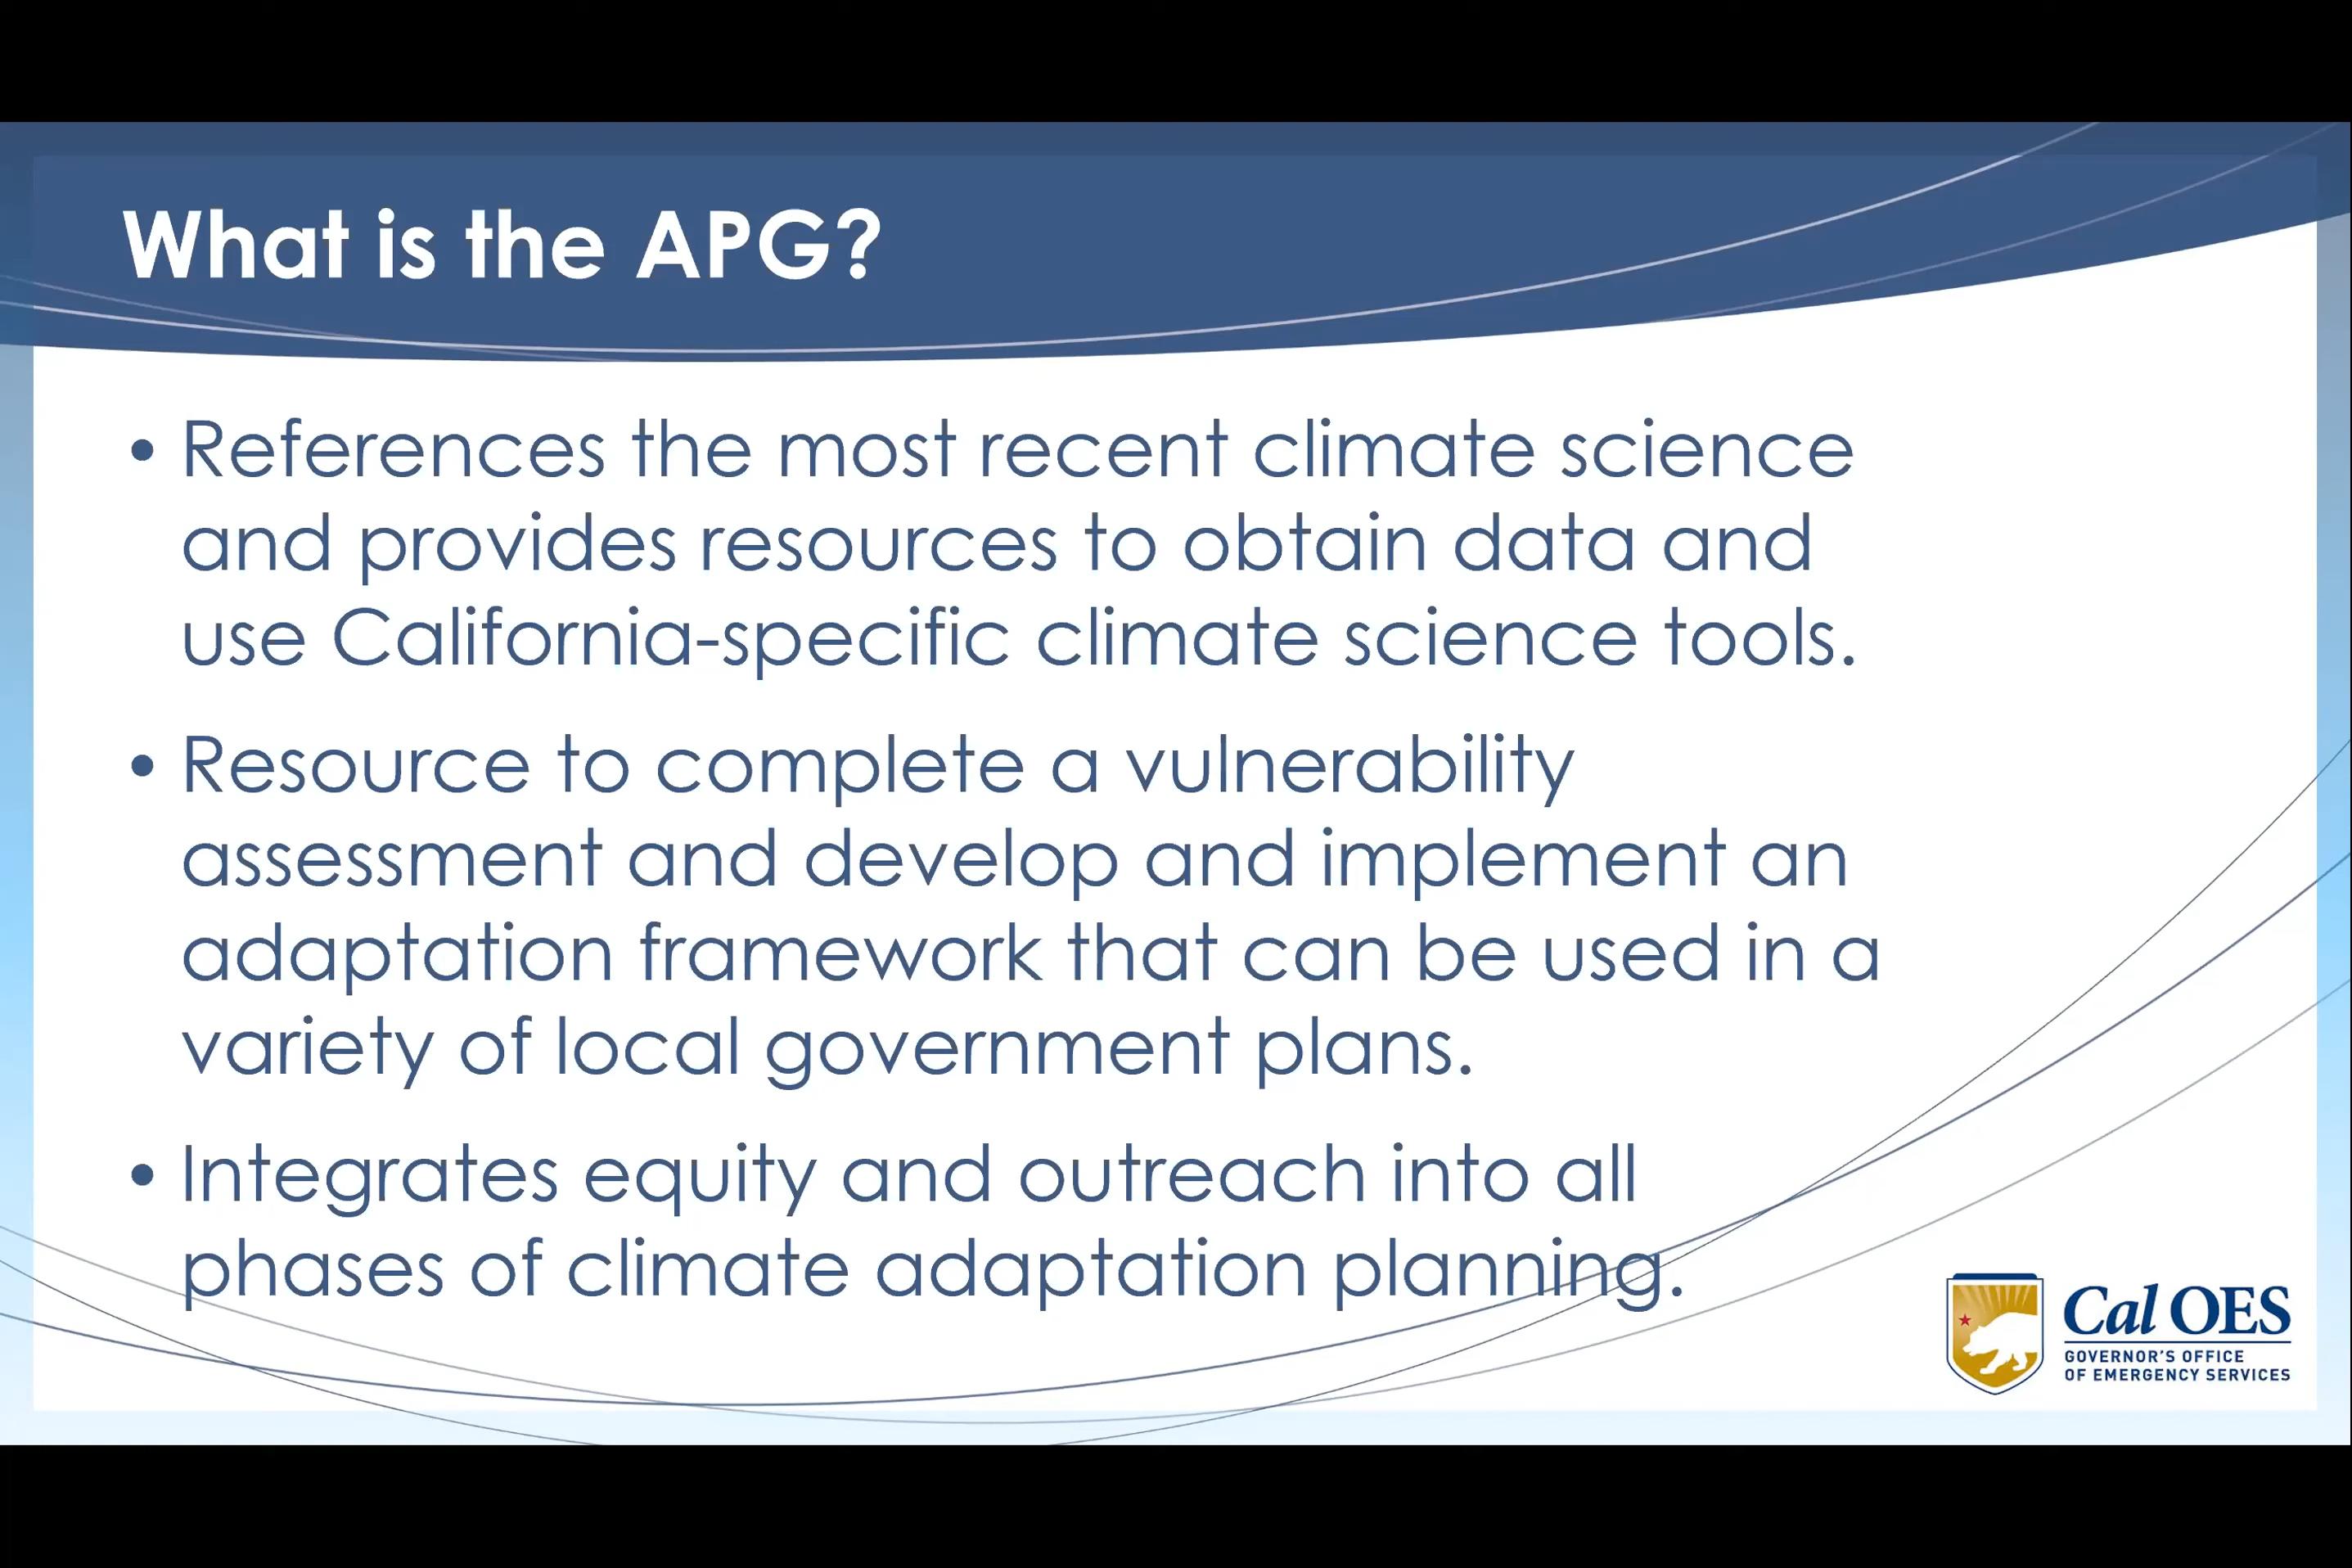 What is the APG?
• References the most recent climate science
and provides resources to obtain data and
use California-specific climate science tools.
• Resource to complete a vulnerability
assessment and develop and implement an
adaptation framework that can be used in a
variety of local government plans.
• Integrates equity and outreach into all
phases of climate adaptation planning.
Cal OES
GOVERNOR'S OFFICE
OF EMERGENCY SERVICES